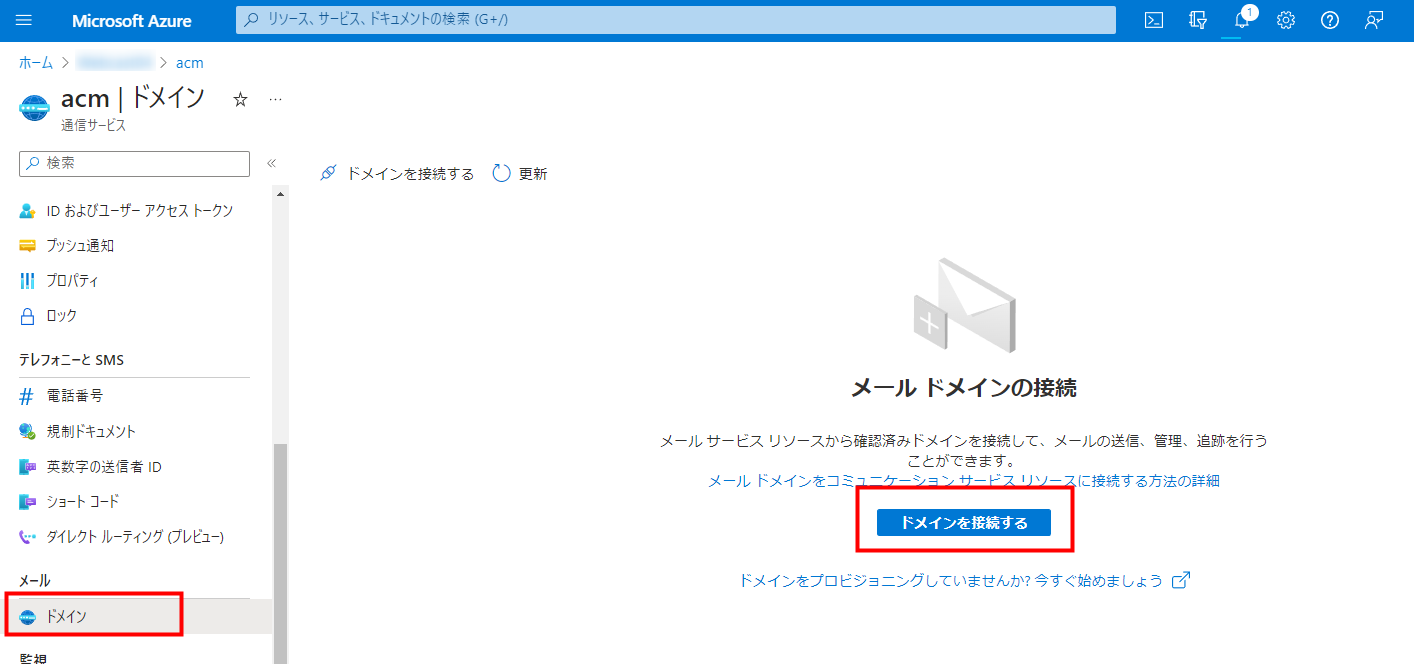 Microsoft Azure
リソース、サービス、ドキュメントの検索 (G+/)
1
ホーム
acm
acm | ドメイン
通信サービス
検索
ドメインを接続する
更新
ID およびユーザー アクセス トークン
プッシュ通知
プロパティ
ロック
テレフォニーと SMS
電話番号
規制ドキュメント
英数字の送信者 ID
ショート コード
ダイレクト ルーティング (プレビュー)
メール
ドメイン
監視
メール ドメインの接続
メール サービス リソースから確認済みドメインを接続して、メールの送信、管理、追跡を行う
ことができます。
メール ドメインをコミュニケーション サービス リソースに接続する方法の詳細
ドメインを接続する
ドメインをプロビジョニングしていませんか? 今すぐ始めましょう